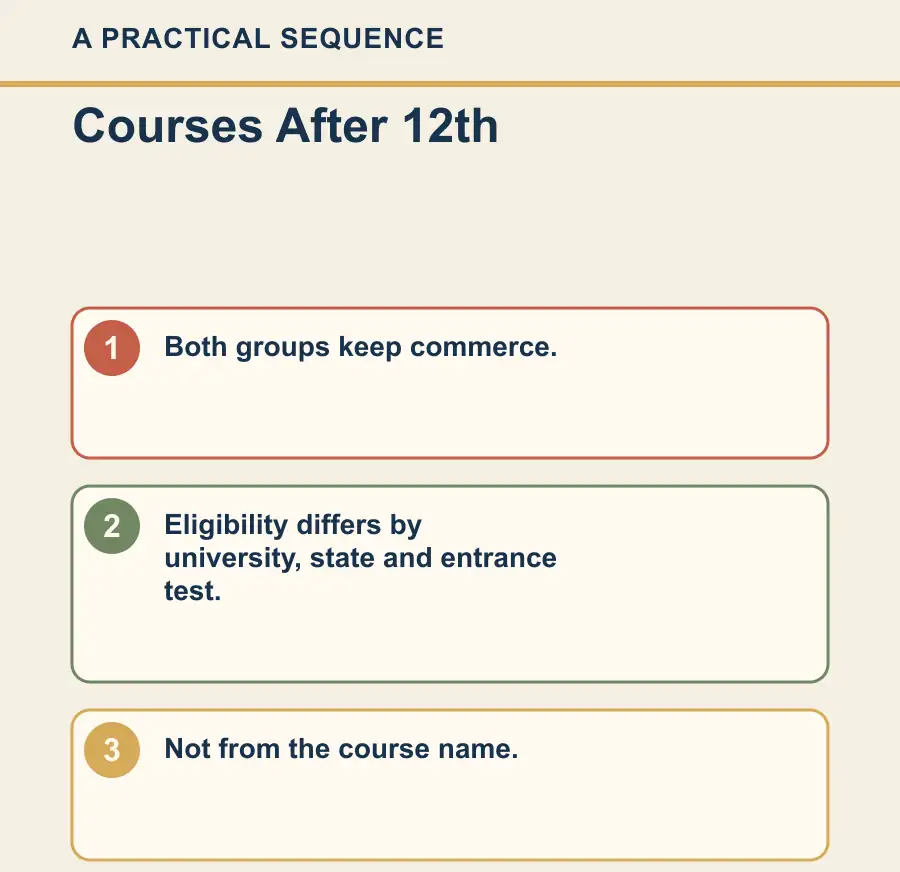 A PRACTICAL SEQUENCE
Courses After 12th
1
Both groups keep commerce.
2
Eligibility differs by
university, state and entrance
test.
3
Not from the course name.